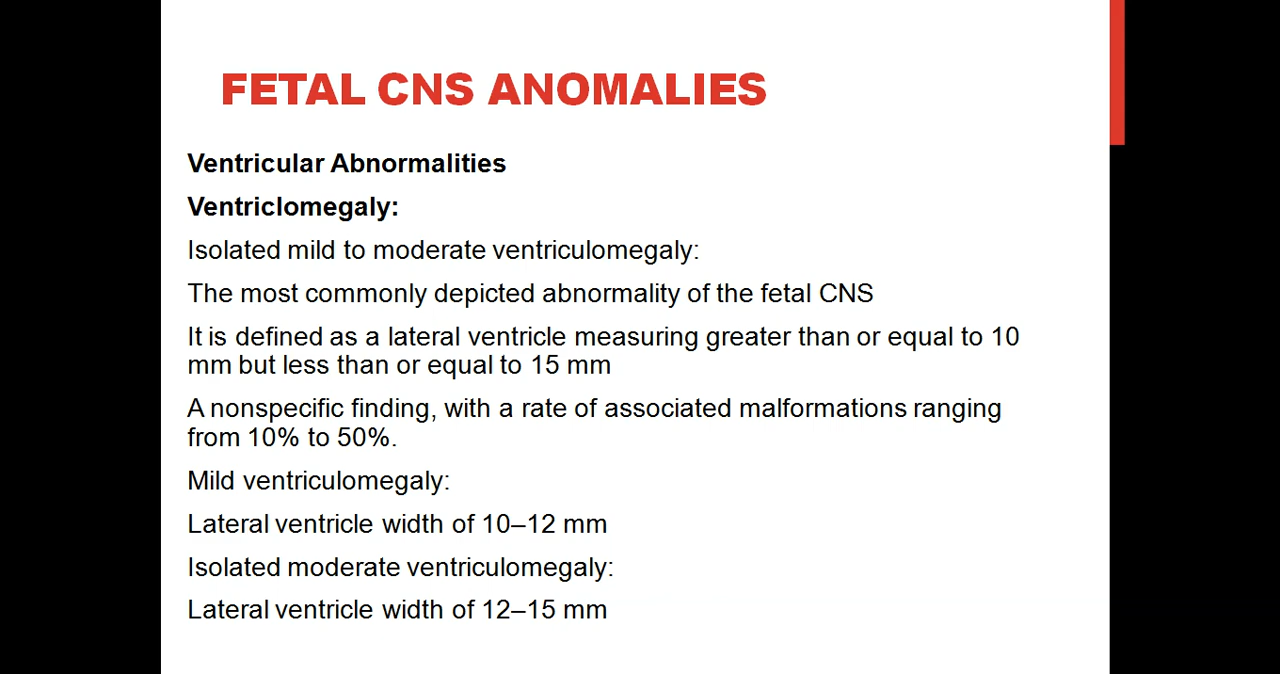 FETAL CNS ANOMALIES
Ventricular Abnormalities
Ventriclomegaly:
Isolated mild to moderate ventriculomegaly:
The most commonly depicted abnormality of the fetal CNS
It is defined as a lateral ventricle measuring greater than or equal to 10
mm but less than or equal to 15 mm
A nonspecific finding, with a rate of associated malformations ranging
from 10% to 50%.
Mild ventriculomegaly:
Lateral ventricle width of 10–12 mm
Isolated moderate ventriculomegaly:
Lateral ventricle width of 12–15 mm